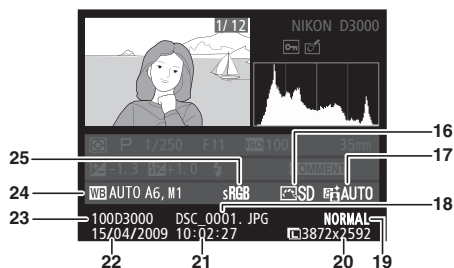 1/ 12
NIKON D3000
P 1/250 F11 ISO 100 35mm
-1.3 +1.0 COMMENT
16
17
25
24 WB AUTO A6, M1 sRGB SD AUTO
18
23 100D3000 DSC_0001. JPG NORMAL
15/04/2009 10:02:27 L 3872x2592
22 21 20 19